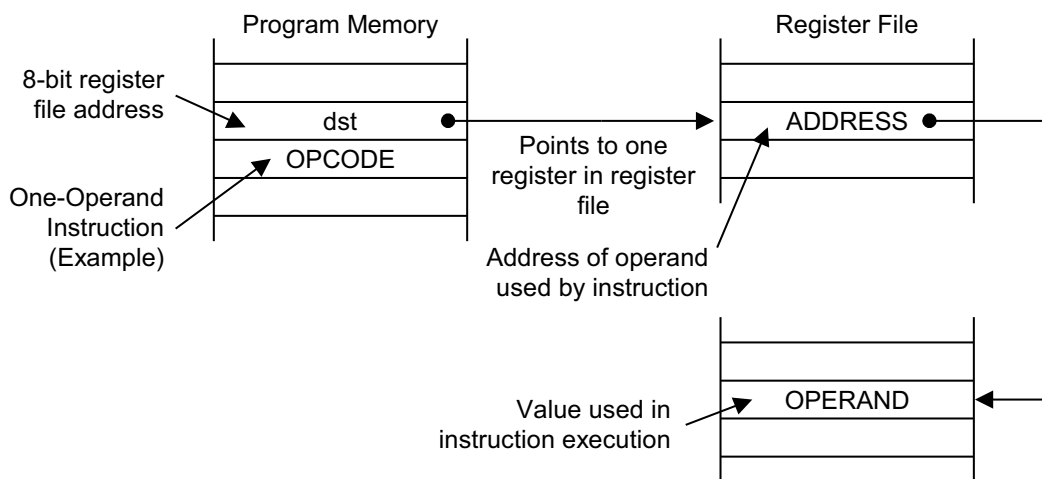 Program Memory
Register File
8-bit register
file address
dst
ADDRESS
OPCODE
Points to one
register in register
file
One-Operand
Instruction
(Example)
Address of operand
used by instruction
OPERAND
Value used in
instruction execution